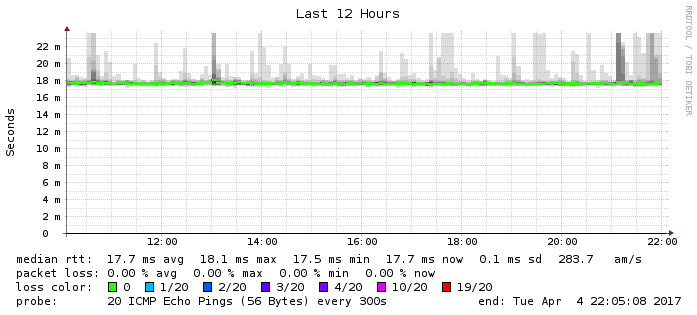 Last 12 Hours
RRDTOOL / TOBI OETIKER
Seconds
22 m
20 m
18 m
16 m
14 m
12 m
10 m
8 m
6 m
4 m
2 m
0
12:00 14:00 16:00 18:00 20:00 22:00
median rtt: 17.7 ms avg 18.1 ms max 17.5 ms min 17.7 ms now 0.1 ms sd 283.7 am/s
packet loss: 0.00 % avg 0.00 % max 0.00 % min 0.00 % now
loss color: 0 1/20 2/20 3/20 4/20 10/20 19/20
probe: 20 ICMP Echo Pings (56 Bytes) every 300s end: Tue Apr 4 22:05:08 2017